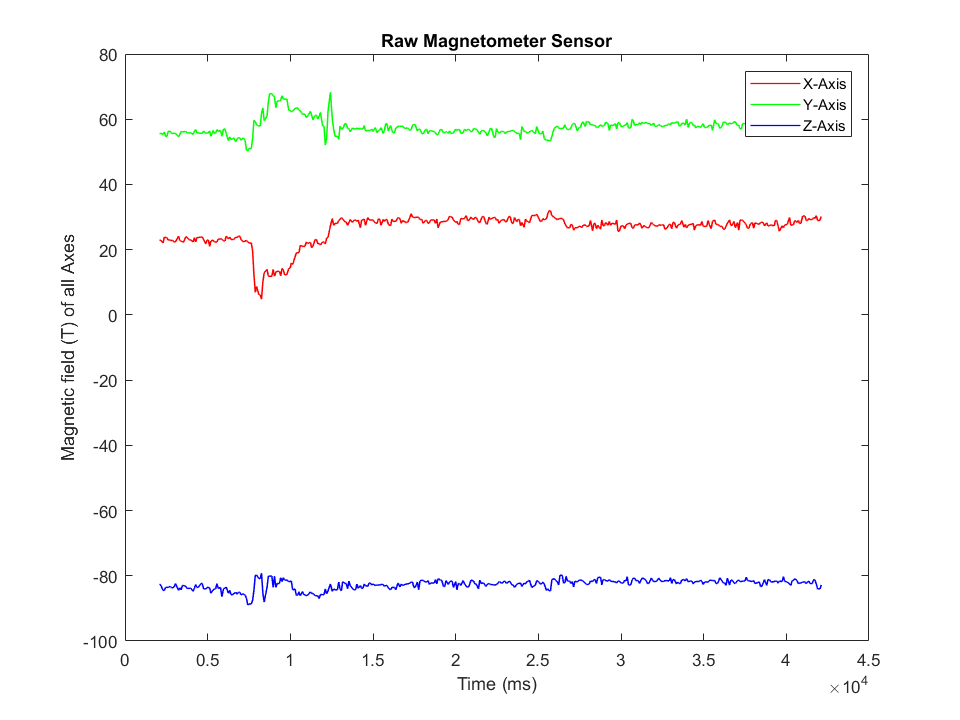 Raw Magnetometer Sensor
80
60
40
20
0
-20
-40
-60
-80
-100
Magnetic field (T) of all Axes
X-Axis
Y-Axis
Z-Axis
0 0.5 1 1.5 2 2.5 3 3.5 4 4.5
Time (ms)
×10⁴